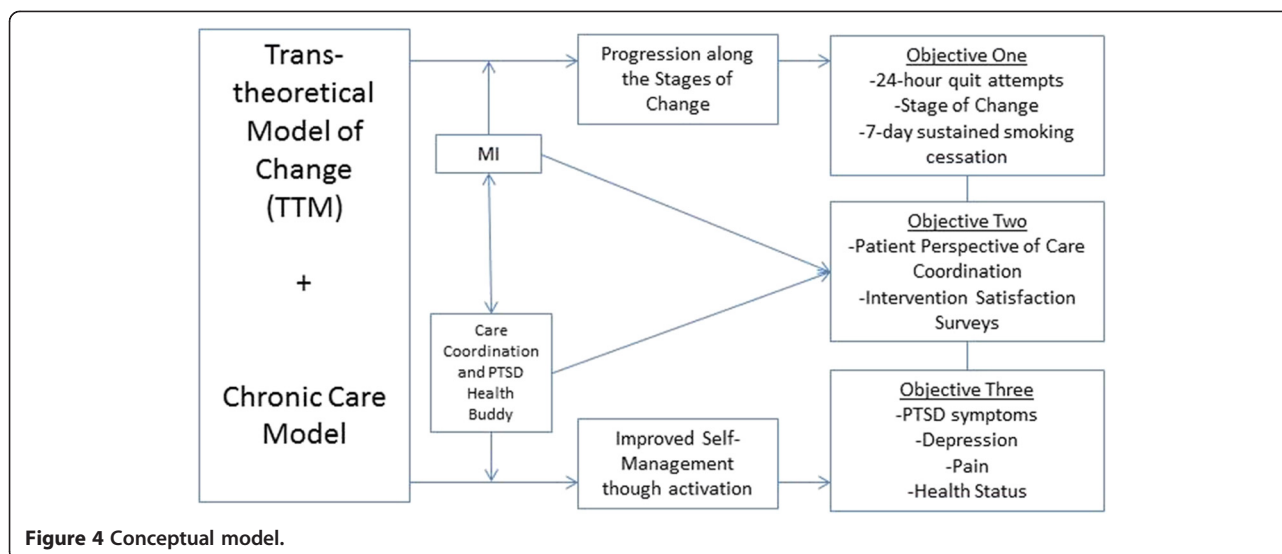 Trans-
theoretical
Model of
Change
(TTM)
+
Chronic Care
Model
MI
Care
Coordination
and PTSD
Health
Buddy
Progression along
the Stages of
Change
Improved Self-
Management
though activation
Objective One
-24-hour quit attempts
-Stage of Change
-7-day sustained smoking
cessation
Objective Two
-Patient Perspective of Care
Coordination
-Intervention Satisfaction
Surveys
Objective Three
-PTSD symptoms
-Depression
-Pain
-Health Status
Figure 4 Conceptual model.